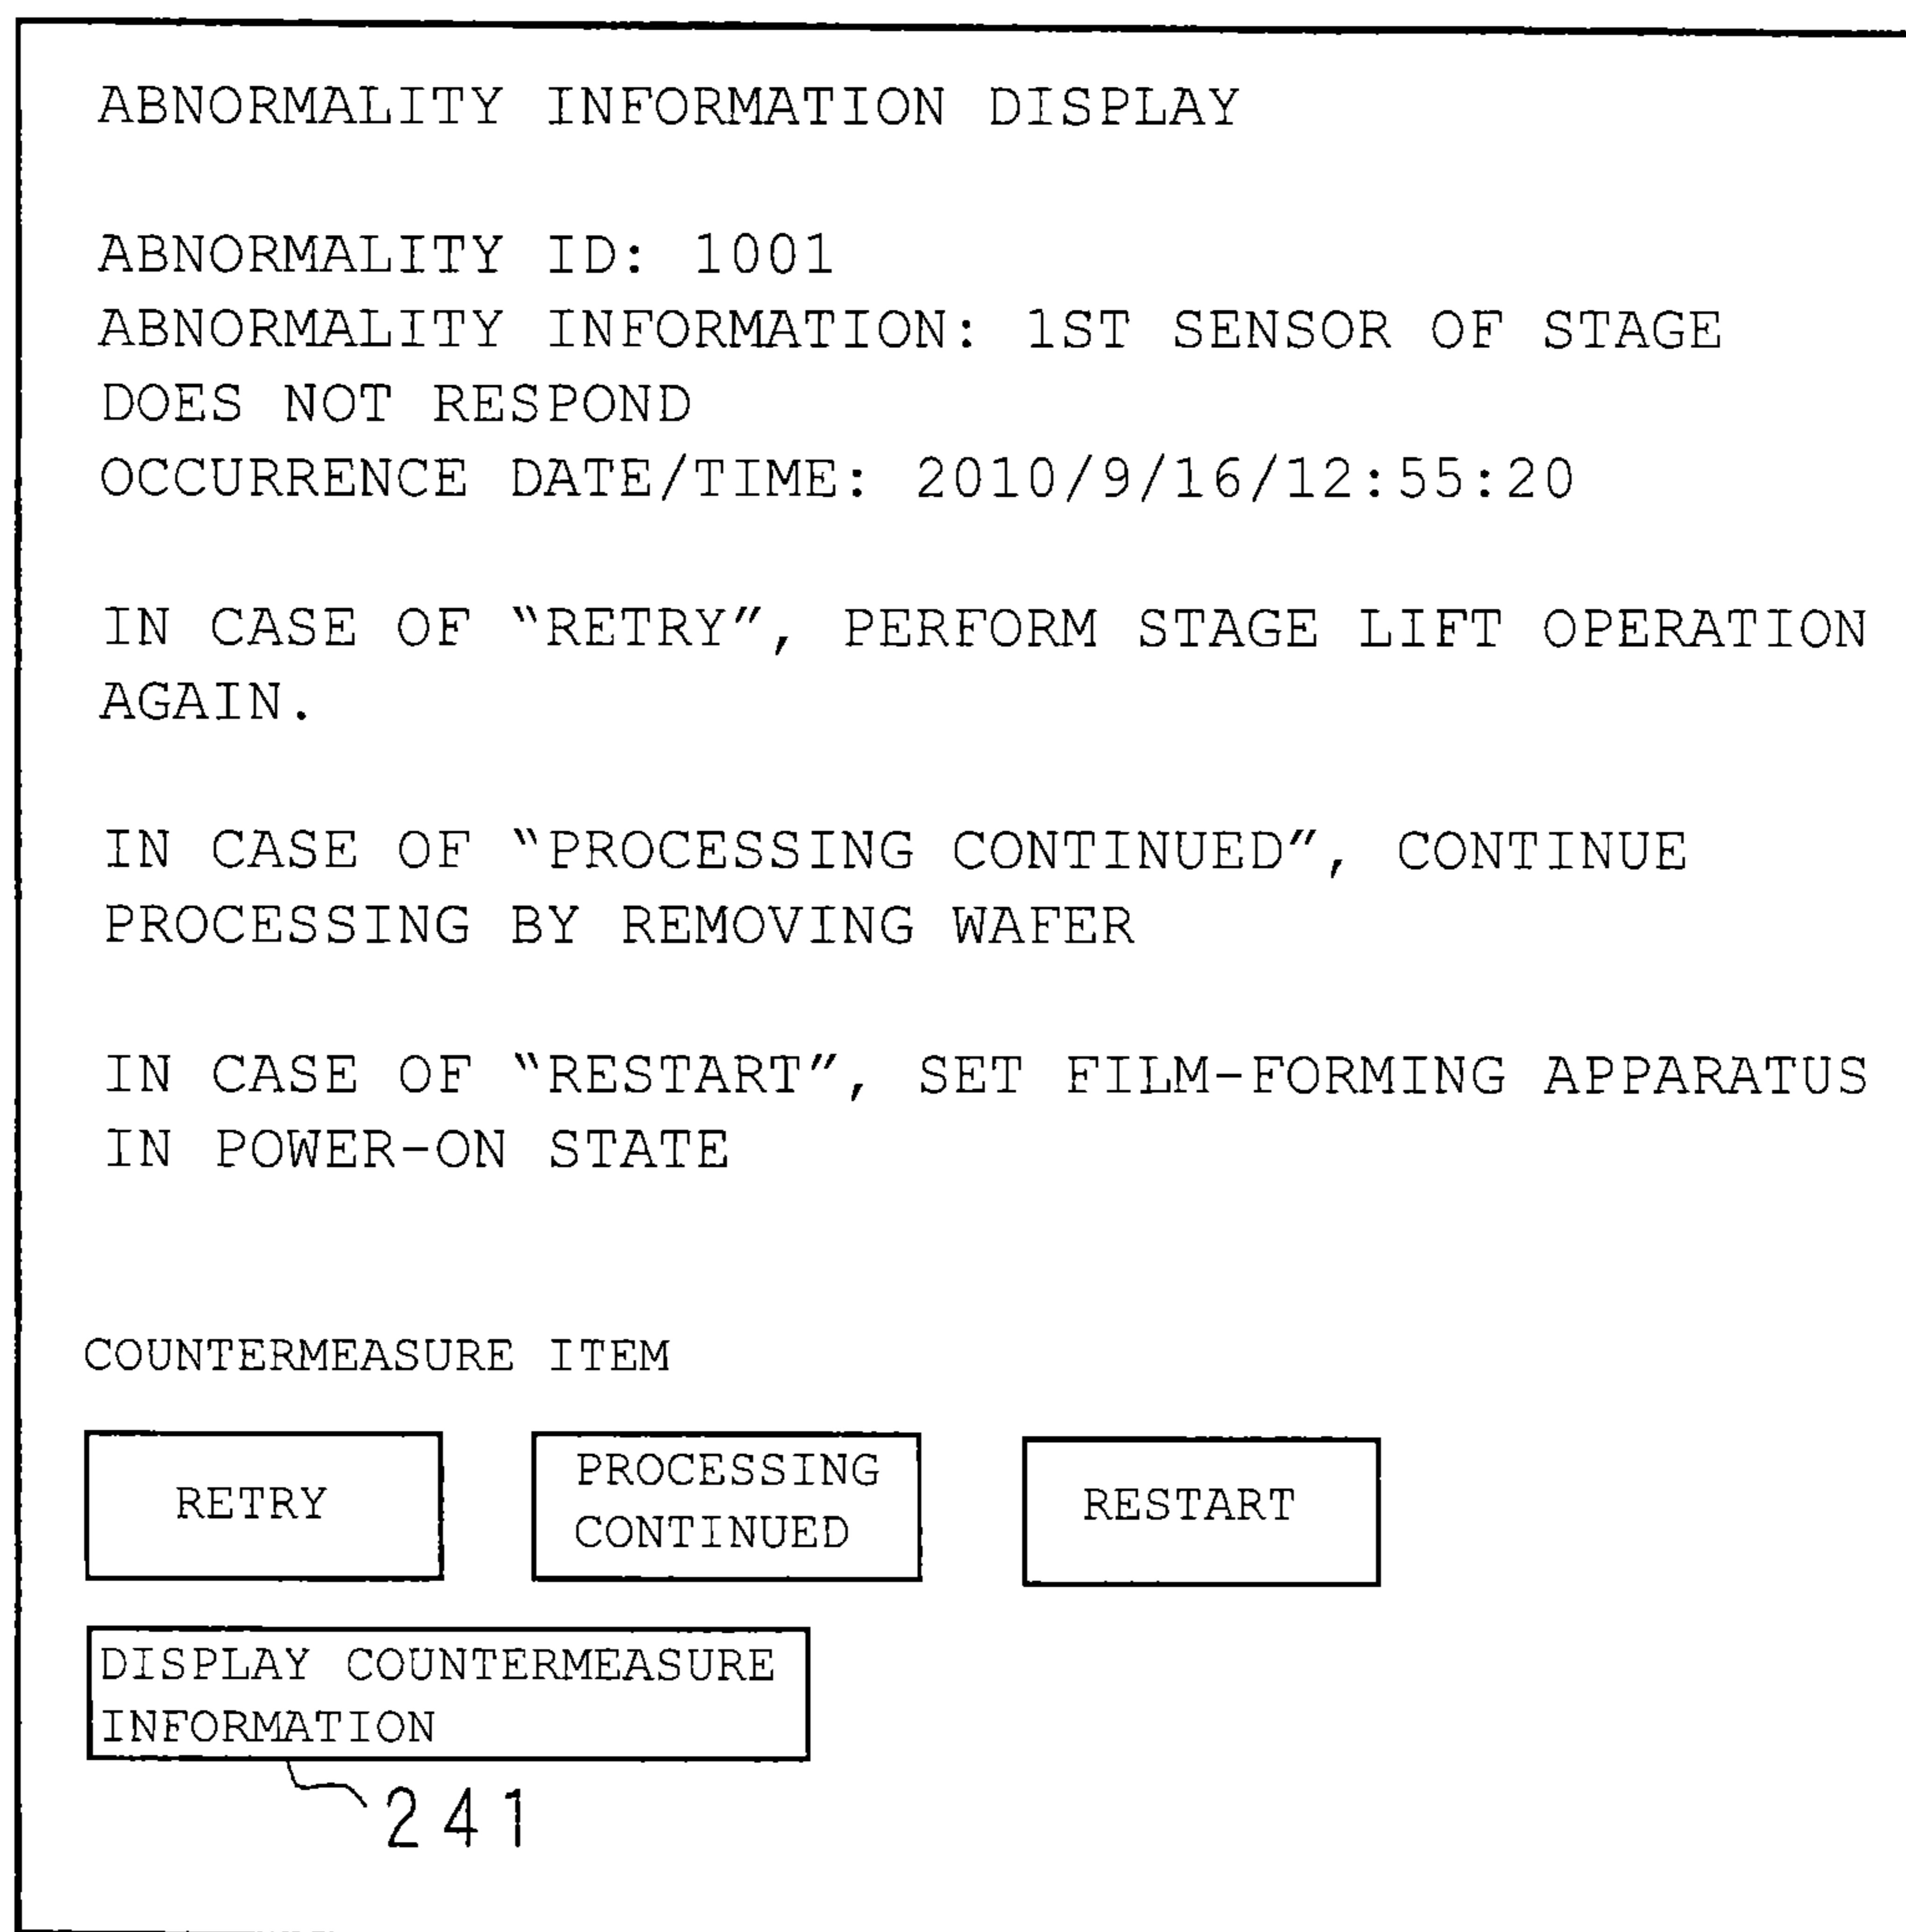 ABNORMALITY INFORMATION DISPLAY
ABNORMALITY ID: 1001
ABNORMALITY INFORMATION: 1ST SENSOR OF STAGE
DOES NOT RESPOND
OCCURRENCE DATE/TIME: 2010/9/16/12:55:20
IN CASE OF “RETRY”, PERFORM STAGE LIFT OPERATION
AGAIN.
IN CASE OF “PROCESSING CONTINUED”, CONTINUE
PROCESSING BY REMOVING WAFER
IN CASE OF “RESTART”, SET FILM-FORMING APPARATUS
IN POWER-ON STATE
COUNTERMEASURE ITEM
RETRY
PROCESSING
CONTINUED
RESTART
DISPLAY COUNTERMEASURE
INFORMATION
241